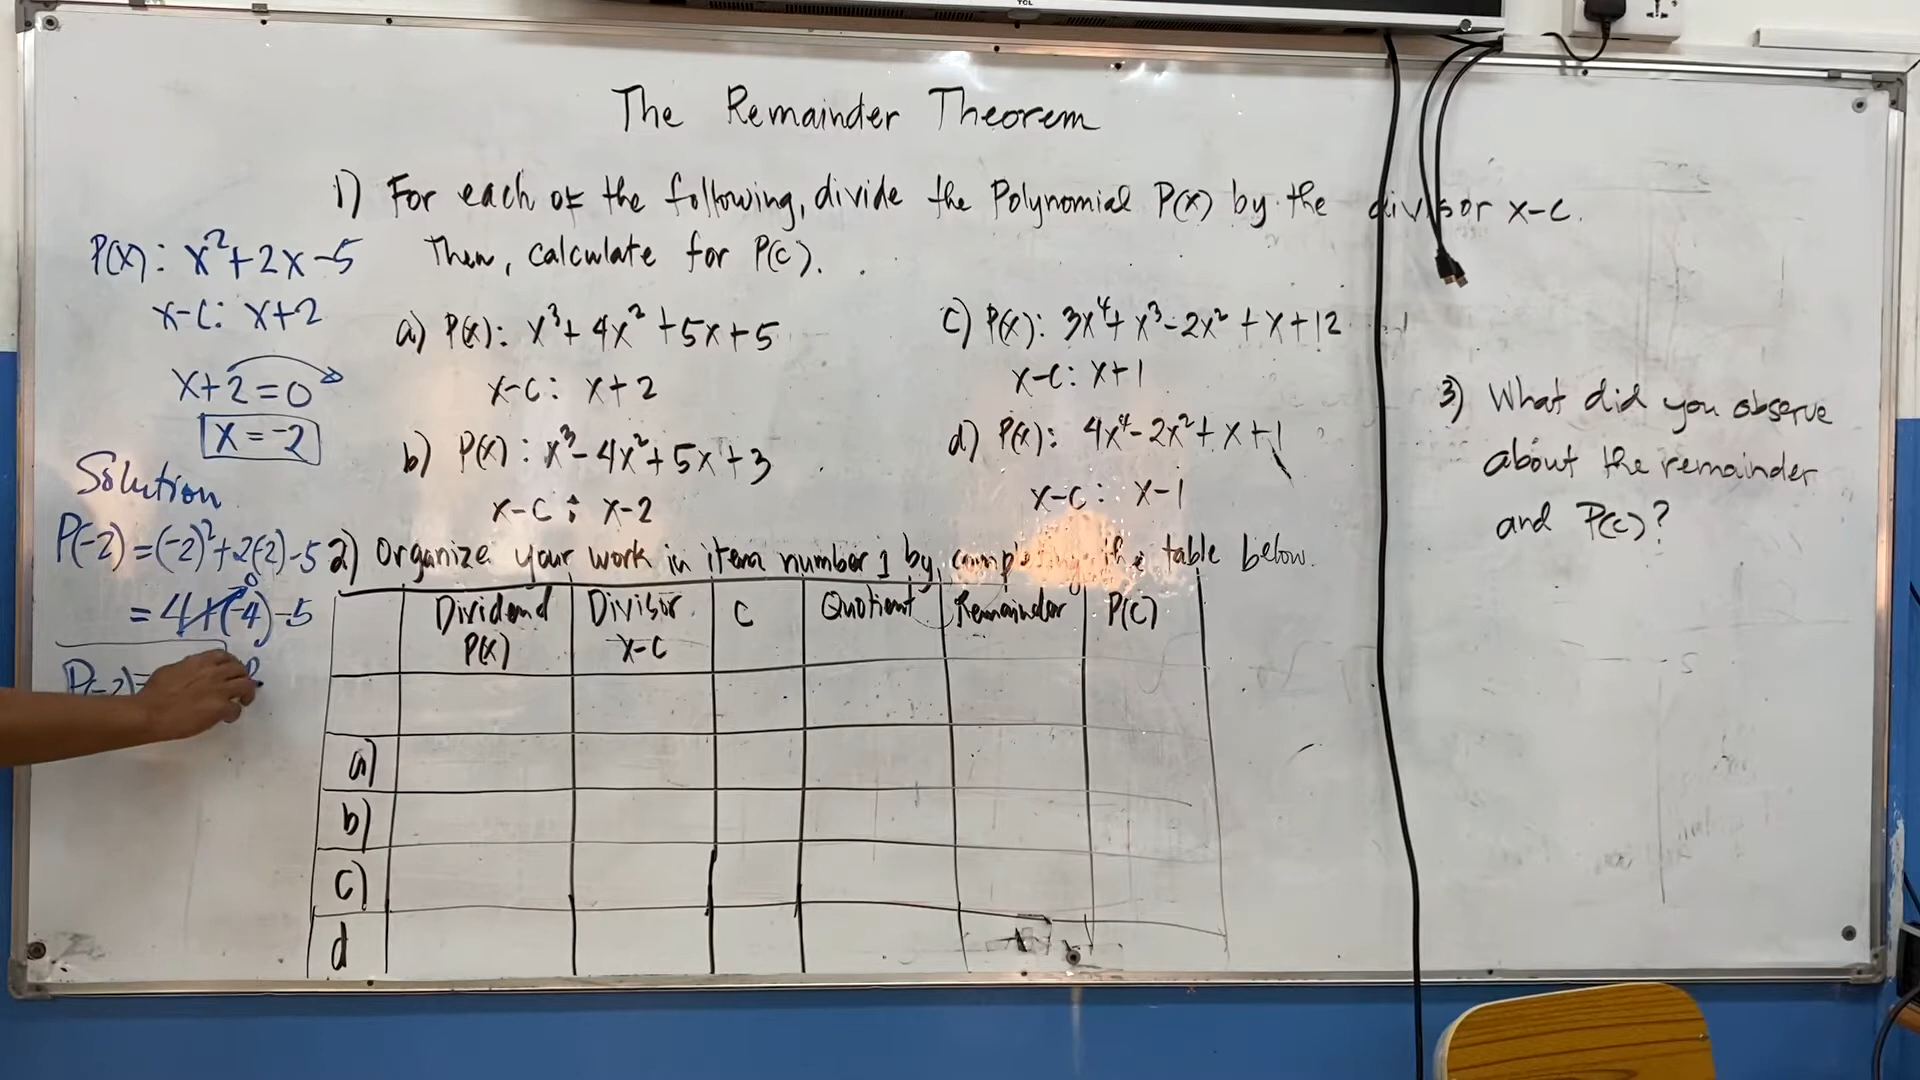 TCL
The Remainder Theorem
1) For each of the following, divide the Polynomial P(x) by the divisor x-c.
Then, calculate for P(c).
P(x): x²+2x-5
x-c: x+2
x+2=0
x=-2
Solution
P(-2)=(-2)²+2(-2)-5
0
=4+(-4)-5
P(-2)=
a) P(x): x³+4x²+5x+5
x-c: x+2
b) P(x): x³-4x²+5x+3
x-c: x-2
c) P(x): 3x⁴+x³-2x²+x+12
x-c: x+1
d) P(x): 4x⁴-2x²+x+1
x-c: x-1
2) Organize your work in item number 1 by completing the table below.
Dividend Divisor C Quotient Remainder P(c)
P(x) x-c
a)
b)
c)
d
3) What did you observe
about the remainder
and P(c)?